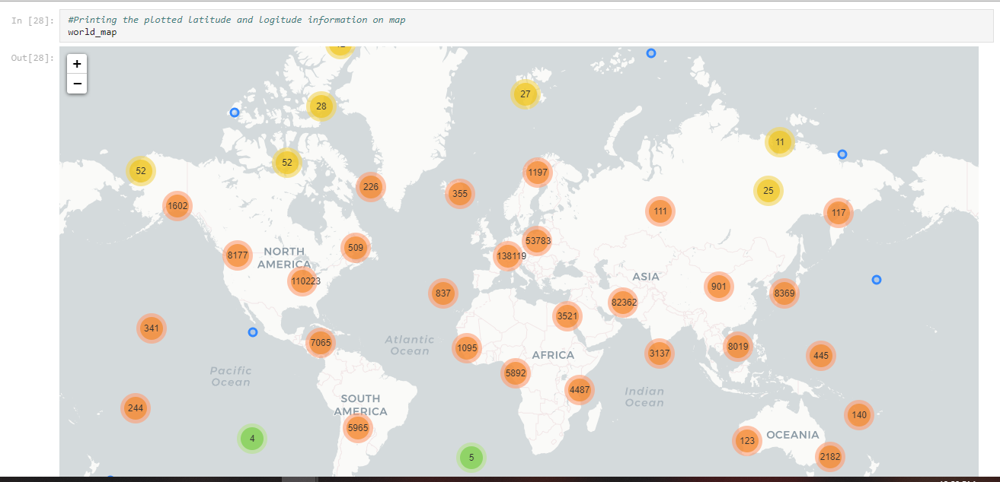 In [28]:
#Printing the plotted latitude and logitude information on map
world_map
Out[28]:
+
−
27
28
11
52
52
1197
226
25
355
1602
111
117
53783
509
8177
NORTH
AMERICA
138119
ASIA
110223
901
837
8369
82362
3521
341
Atlantic
Ocean
7065
1095
8019
3137
AFRICA
445
Pacific
Ocean
5892
4487
Indian
Ocean
SOUTH
AMERICA
244
140
5965
OCEANIA
4
123
5
2182